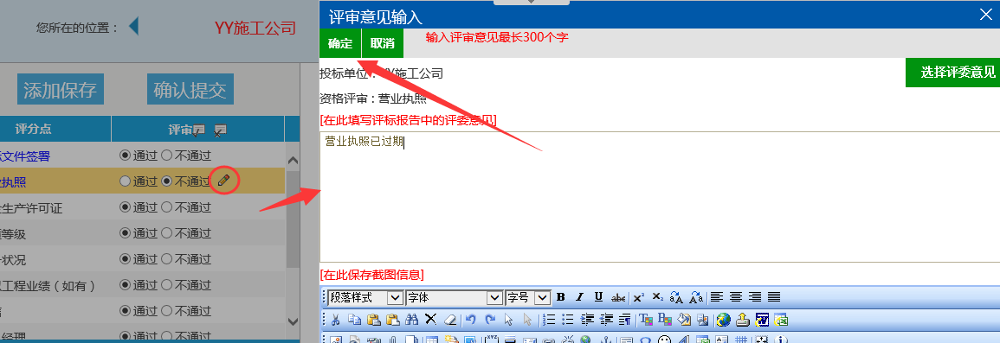 您所在的位置：
YY施工公司
添加保存
确认提交
评分点
评审
文件签署
通过 不通过
执照
通过 不通过
生产许可证
通过 不通过
等级
通过 不通过
状况
通过 不通过
工程业绩（如有）
通过 不通过
通过 不通过
经理
通过 不通过
评审意见输入
确定
取消
输入评审意见最长300个字
投标单位：YY施工公司
选择评委意见
资格评审：营业执照
[在此填写评标报告中的评委意见]
营业执照已过期
[在此保存截图信息]
段落样式
字体
字号
B I U abc